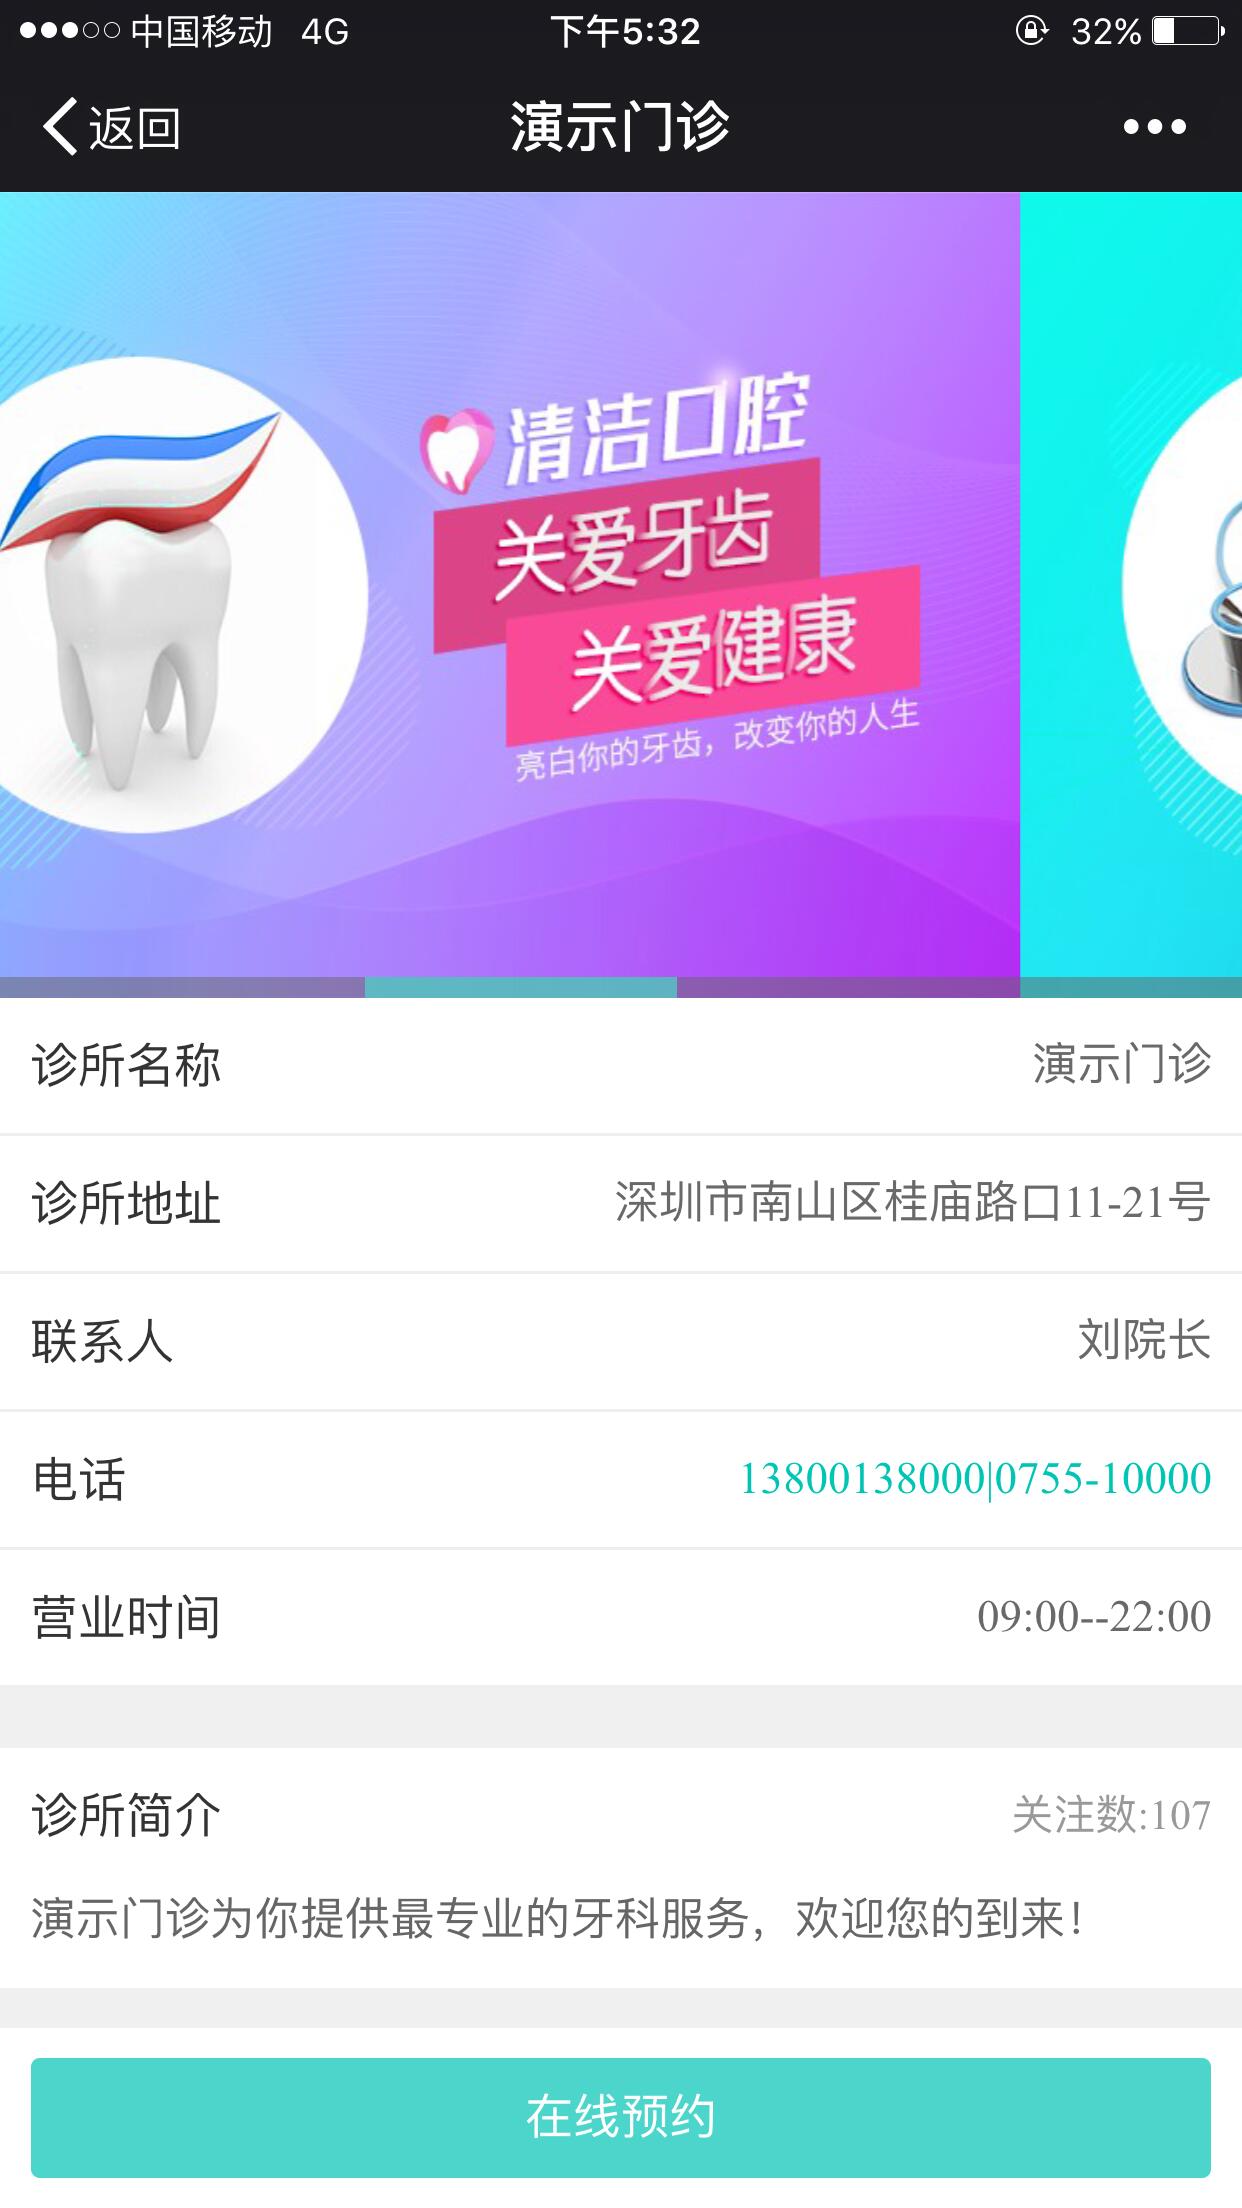 中国移动 4G 下午5:32 32%
返回 演示门诊
清洁口腔
关爱牙齿
关爱健康
亮白你的牙齿，改变你的人生
诊所名称 演示门诊
诊所地址 深圳市南山区桂庙路口11-21号
联系人 刘院长
电话 13800138000|0755-10000
营业时间 09:00--22:00
诊所简介 关注数:107
演示门诊为你提供最专业的牙科服务，欢迎您的到来！
在线预约